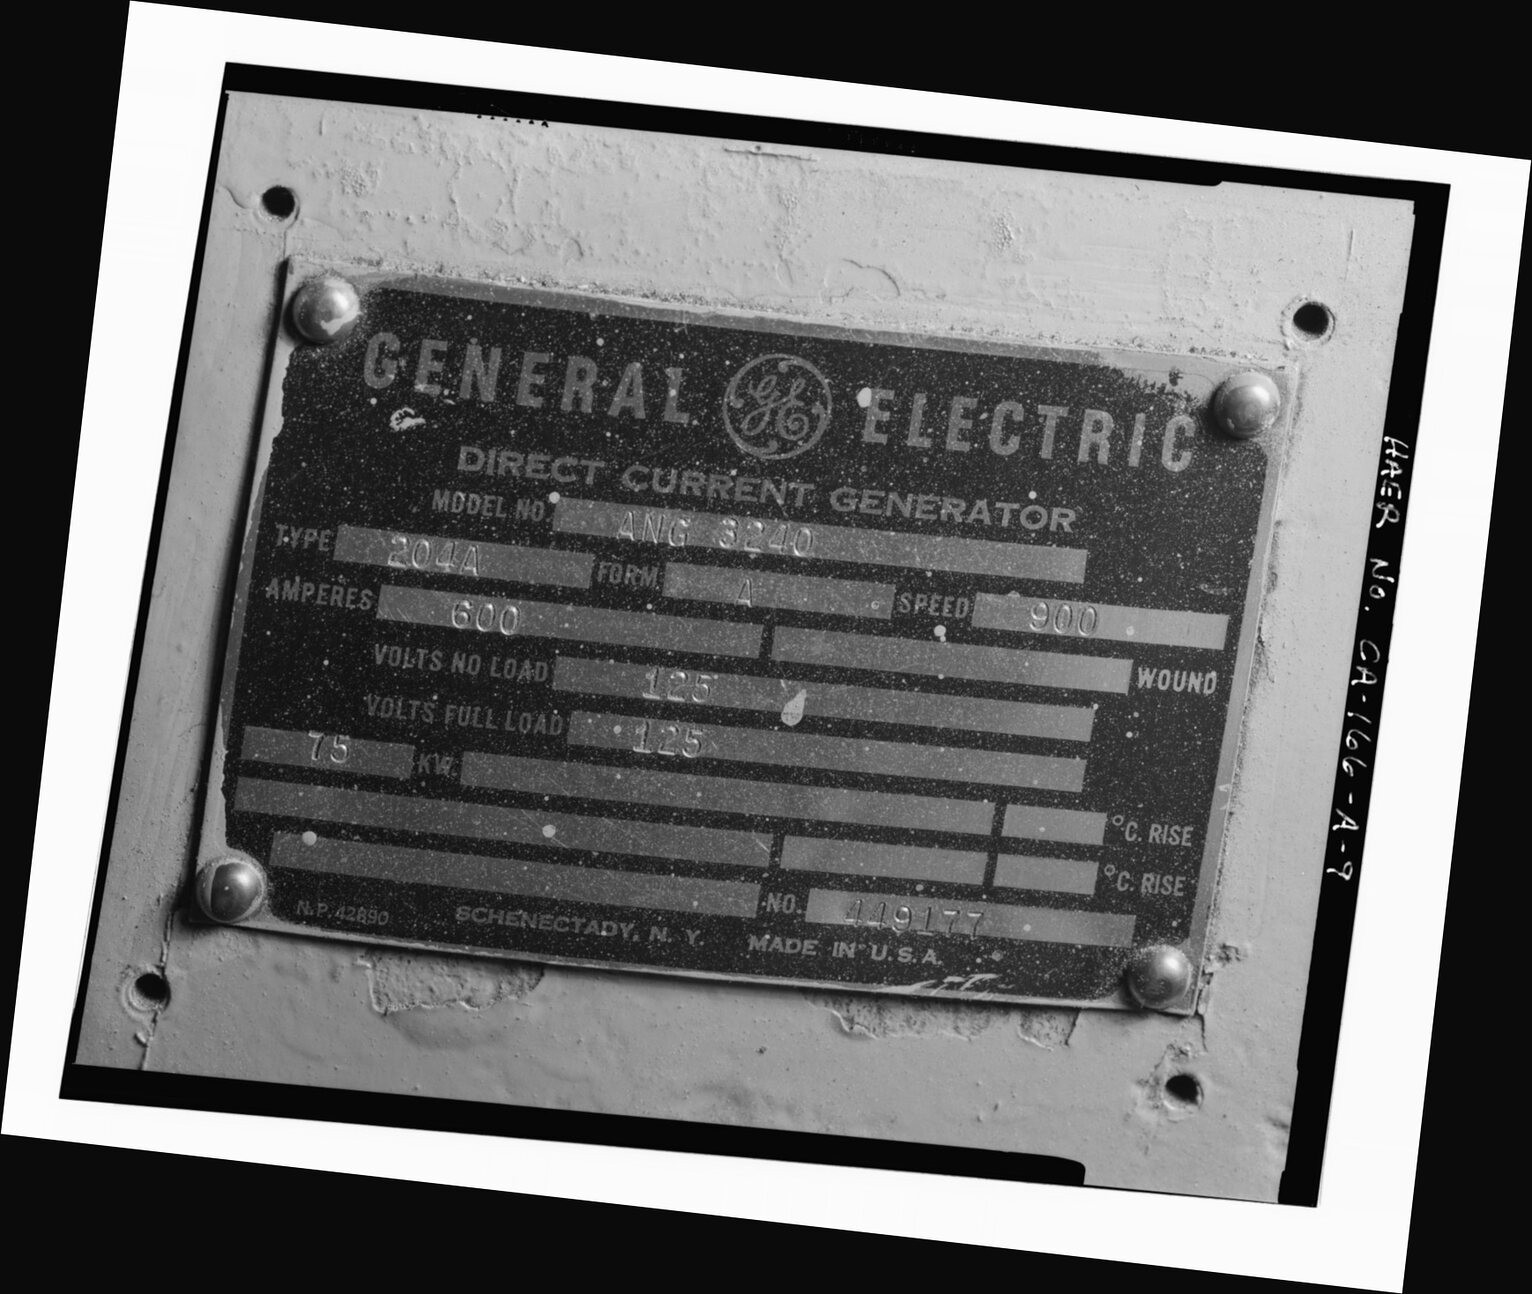 GENERAL GE ELECTRIC
DIRECT CURRENT GENERATOR
MODEL NO. ANG 3240
TYPE 204A FORM A SPEED 900
AMPERES 600 WOUND
VOLTS NO LOAD 125
VOLTS FULL LOAD 125
75 KW. °C. RISE
°C. RISE
NO. 449177
N.P. 42890 SCHENECTADY, N. Y. MADE IN U.S.A.
HAER No. CA-166-A-9